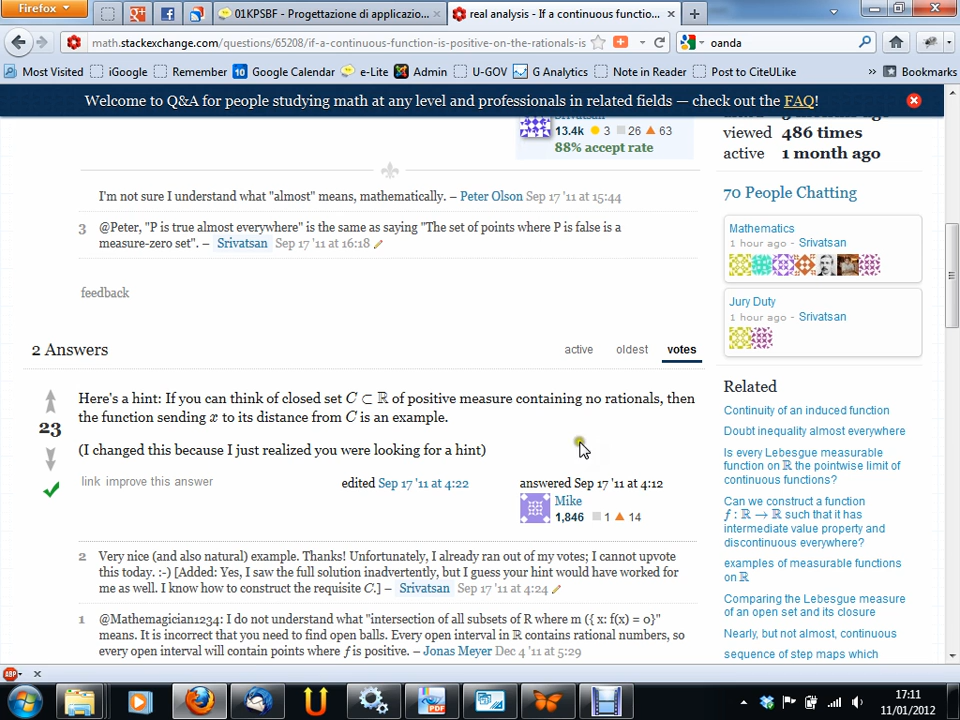 Firefox
01KPSBF - Progettazione di applicazio...
real analysis - If a continuous functio...
math.stackexchange.com/questions/65208/if-a-continuous-function-is-positive-on-the-rationals-is
oanda
Most Visited iGoogle Remember 10 Google Calendar e-Lite Admin U-GOV G Analytics Note in Reader Post to CiteULike » Bookmarks
Welcome to Q&A for people studying math at any level and professionals in related fields — check out the FAQ!
13.4k 3 26 63
88% accept rate
viewed 486 times
active 1 month ago
I'm not sure I understand what "almost" means, mathematically. – Peter Olson Sep 17 '11 at 15:44
3 @Peter, "P is true almost everywhere" is the same as saying "The set of points where P is false is a
measure-zero set". – Srivatsan Sep 17 '11 at 16:18
feedback
70 People Chatting
Mathematics
1 hour ago - Srivatsan
Jury Duty
1 hour ago - Srivatsan
2 Answers active oldest votes
23
Here's a hint: If you can think of closed set C ⊂ ℝ of positive measure containing no rationals, then
the function sending x to its distance from C is an example.
(I changed this because I just realized you were looking for a hint)
link improve this answer
edited Sep 17 '11 at 4:22
answered Sep 17 '11 at 4:12
Mike
1,846 1 14
2 Very nice (and also natural) example. Thanks! Unfortunately, I already ran out of my votes; I cannot upvote
this today. :-) [Added: Yes, I saw the full solution inadvertently, but I guess your hint would have worked for
me as well. I know how to construct the requisite C.] – Srivatsan Sep 17 '11 at 4:24
1 @Mathemagician1234: I do not understand what "intersection of all subsets of R where m ({ x: f(x) = o}"
means. It is incorrect that you need to find open balls. Every open interval in ℝ contains rational numbers, so
every open interval will contain points where f is positive. – Jonas Meyer Dec 4 '11 at 5:29
Related
Continuity of an induced function
Doubt inequality almost everywhere
Is every Lebesgue measurable
function on ℝ the pointwise limit of
continuous functions?
Can we construct a function
f : ℝ → ℝ such that it has
intermediate value property and
discontinuous everywhere?
examples of measurable functions
on ℝ
Comparing the Lebesgue measure
of an open set and its closure
Nearly, but not almost, continuous
sequence of step maps which
ABP
17:11
11/01/2012